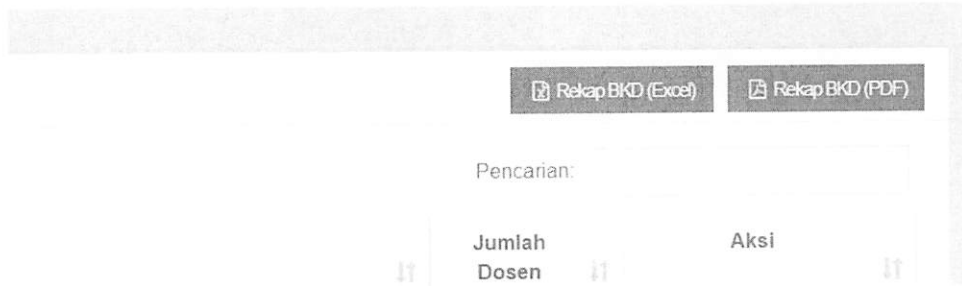 Rekap BKD (Excel) Rekap BKD (PDF)
Pencarian:
Jumlah Aksi
Dosen